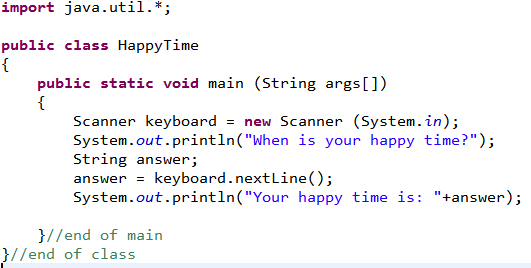 import java.util.*;
public class HappyTime
{
public static void main (String args[])
{
Scanner keyboard = new Scanner (System.in);
System.out.println("When is your happy time?");
String answer;
answer = keyboard.nextLine();
System.out.println("Your happy time is: "+answer);
}//end of main
}//end of class